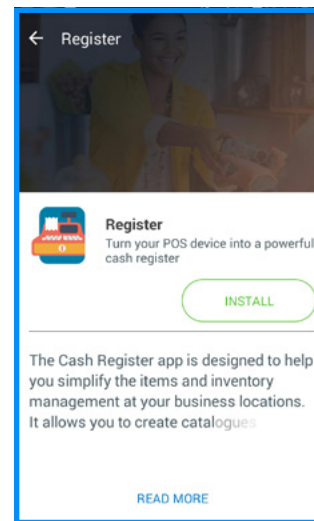 Register
Register
Turn your POS device into a powerful
cash register
INSTALL
The Cash Register app is designed to help
you simplify the items and inventory
management at your business locations.
It allows you to create catalogues
READ MORE